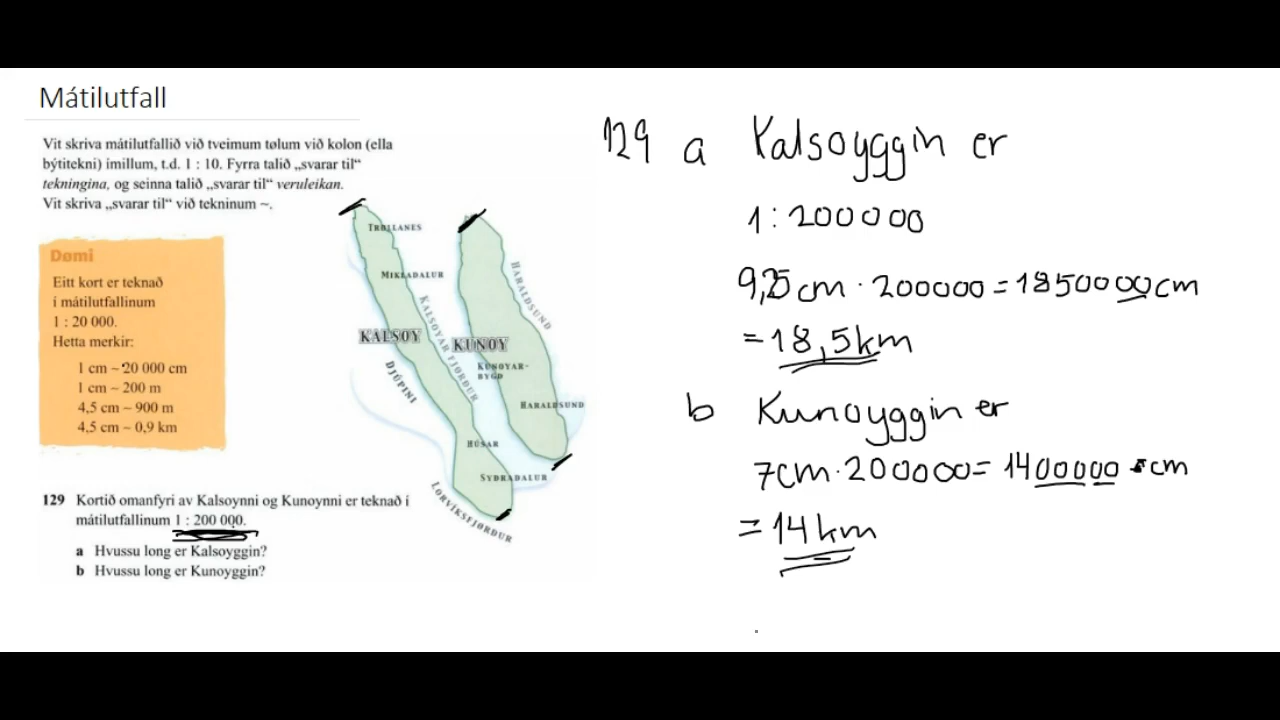 Mátilutfall
Vit skriva mátilutfallið við tveimum tølum við kolon (ella
býtitekni) ímillum, t.d. 1 : 10. Fyrra talið „svarar til“
tekningina, og seinna talið „svarar til“ veruleikan.
Vit skriva „svarar til“ við tekninum ~.
Dømi
Eitt kort er teknað
í mátilutfallinum
1 : 20 000.
Hetta merkir:
1 cm ~ 20 000 cm
1 cm ~ 200 m
4,5 cm ~ 900 m
4,5 cm ~ 0,9 km
TRØLLANES
MIKLADALUR
HARALDSUND
KALSOYAR FJØRÐUR
KALSOY
KUNOY
KUNOYAR-
BYGD
DJÚPINI
HARALDSUND
HÚSAR
SYÐRADALUR
LORVÍKSFJØRÐUR
129 Kortið omanfyri av Kalsoynni og Kunoynni er teknað í
mátilutfallinum 1 : 200 000.
a Hvussu long er Kalsoyggin?
b Hvussu long er Kunoyggin?
129 a Kalsoyggin er
1 : 200000
9,25 cm · 200000 = 1850000 cm
= 18,5 km
b Kunoyggin er
7cm · 200000 = 1400000 cm
= 14 km